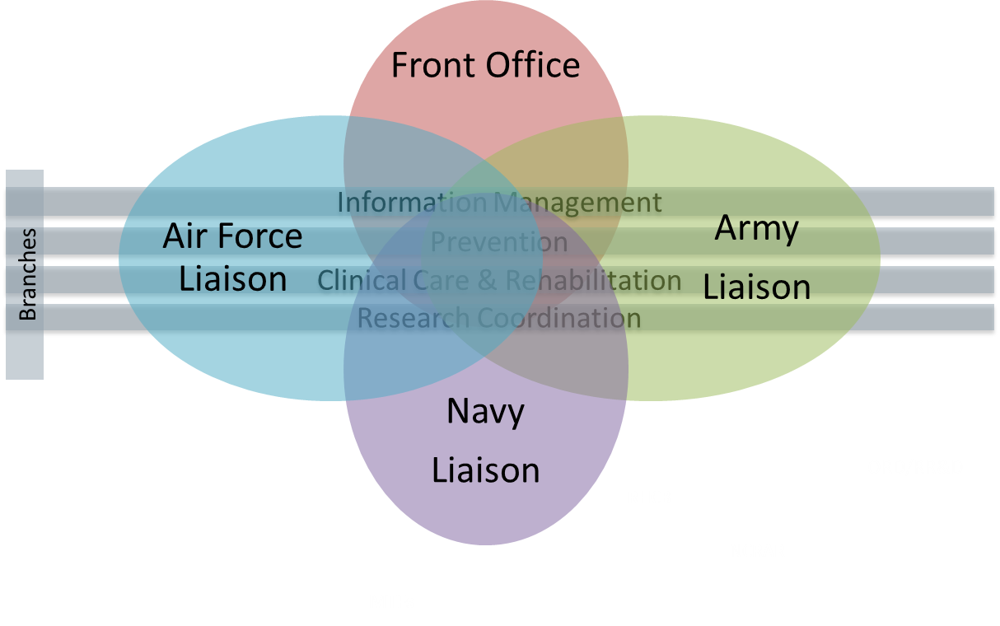 Front Office
Information Management
Air Force
Liaison
Army
Liaison
Prevention
Clinical Care & Rehabilitation
Research Coordination
Branches
Navy
Liaison